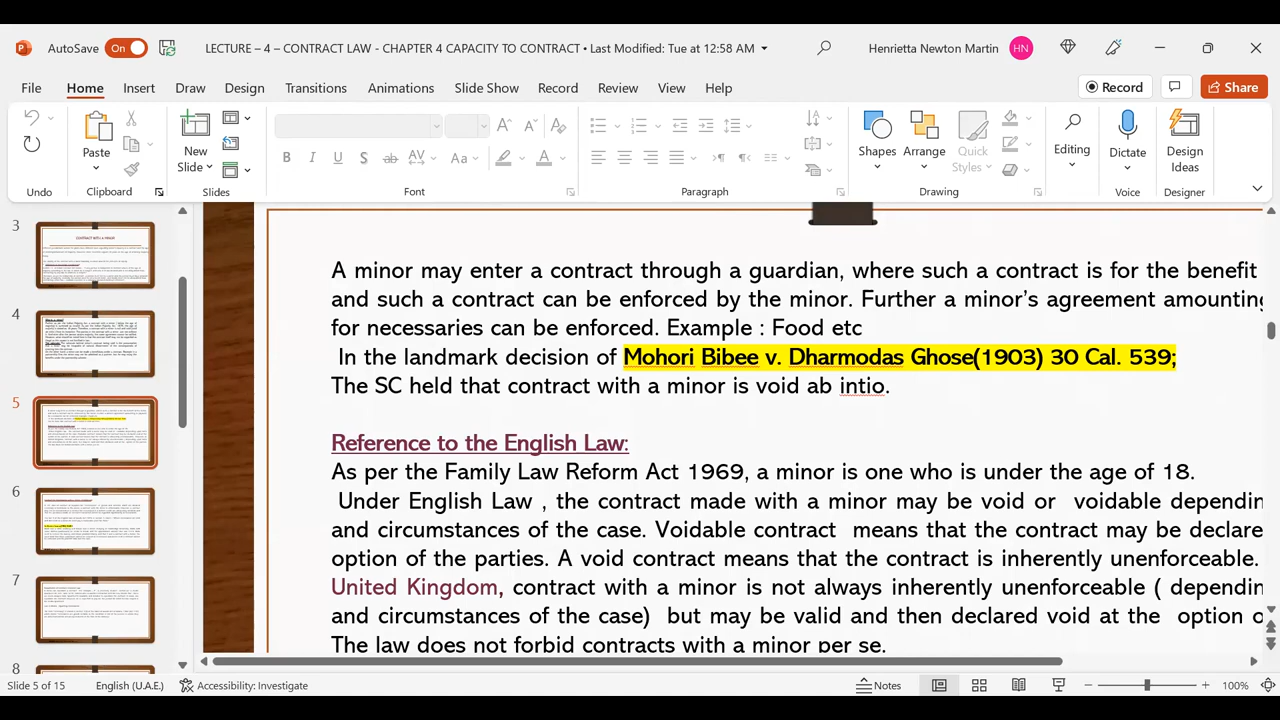 AutoSave On LECTURE – 4 – CONTRACT LAW - CHAPTER 4 CAPACITY TO CONTRACT • Last Modified: Tue at 12:58 AM Henrietta Newton Martin HN
File Home Insert Draw Design Transitions Animations Slide Show Record Review View Help Record Share
Paste New Slide Aa Shapes Arrange Quick Styles Editing Dictate Design Ideas
Undo Clipboard Slides Font Paragraph Drawing Voice Designer
3
4
5
6
7
8
A minor may enter a contract through a guardian, where such a contract is for the benefit
and such a contract can be enforced by the minor. Further a minor's agreement amounting
for necessaries can be enforced. Example : Food etc
In the landmark decision of Mohori Bibee v. Dharmodas Ghose(1903) 30 Cal. 539;
The SC held that contract with a minor is void ab intio.
Reference to the English Law:
As per the Family Law Reform Act 1969, a minor is one who is under the age of 18.
Under English Law , the contract made with a minor may be void or voidable dependin
and circumstances of the case. Voidable contract means that the contract may be declare
option of the parties. A void contract means that the contract is inherently unenforceable.
United Kingdom, contract with a minor is not always inherently unenforceable ( dependin
and circumstances of the case) but may be valid and then declared void at the option o
The law does not forbid contracts with a minor per se.
Slide 5 of 15 English (U.A.E.) Accessibility: Investigate Notes 100%